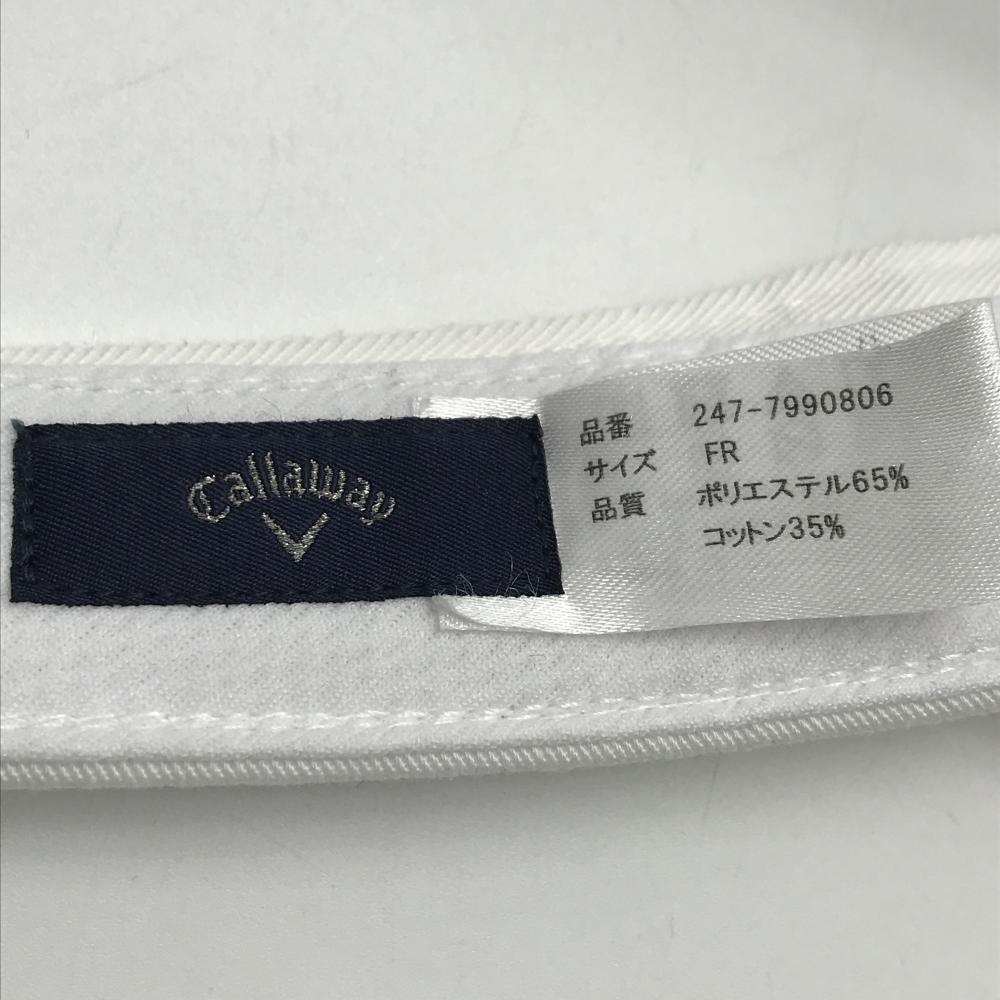 Callaway
品番 247-7990806
サイズ FR
品質 ポリエステル65%
コットン35%